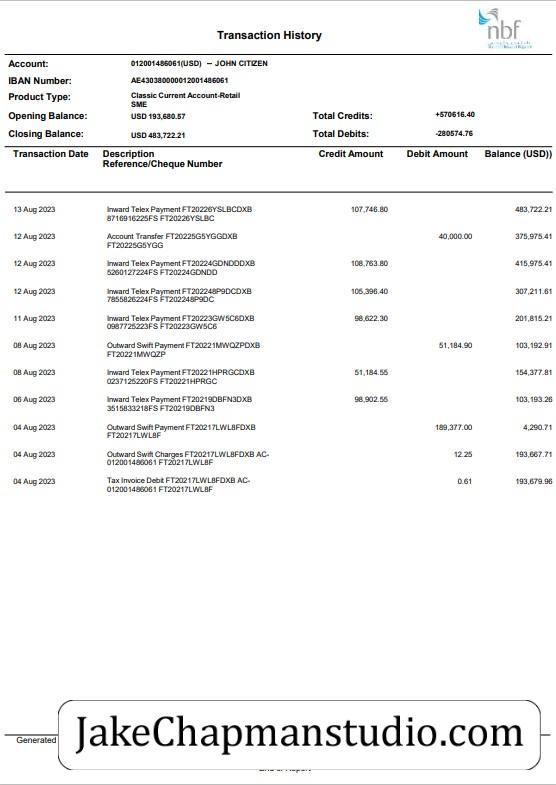 Transaction History
nbf
Account: 012001486061(USD) -- JOHN CITIZEN
IBAN Number: AE430380000012001486061
Product Type: Classic Current Account-Retail
SME
Opening Balance: USD 193,680.57 Total Credits: +570616.40
Closing Balance: USD 483,722.21 Total Debits: -280574.76
Transaction Date Description Credit Amount Debit Amount Balance (USD))
Reference/Cheque Number
13 Aug 2023 Inward Telex Payment FT20226YSLBCDXB 107,746.80 483,722.21
8716916225FS FT20226YSLBC
12 Aug 2023 Account Transfer FT20225G5YGGDXB 40,000.00 375,975.41
FT20225G5YGG
12 Aug 2023 Inward Telex Payment FT20224GDNDDDXB 108,763.80 415,975.41
5260127224FS FT20224GDNDD
12 Aug 2023 Inward Telex Payment FT202248P9DCDXB 105,396.40 307,211.61
7855826224FS FT202248P9DC
11 Aug 2023 Inward Telex Payment FT20223GW5C6DXB 98,622.30 201,815.21
0987725223FS FT20223GW5C6
08 Aug 2023 Outward Swift Payment FT20221MWQZPDXB 51,184.90 103,192.91
FT20221MWQZP
08 Aug 2023 Inward Telex Payment FT20221HPRGCDXB 51,184.55 154,377.81
0237125220FS FT20221HPRGC
06 Aug 2023 Inward Telex Payment FT20219DBFN3DXB 98,902.55 103,193.26
3515833218FS FT20219DBFN3
04 Aug 2023 Outward Swift Payment FT20217LWL8FDXB 189,377.00 4,290.71
FT20217LWL8F
04 Aug 2023 Outward Swift Charges FT20217LWL8FDXB AC- 12.25 193,667.71
012001486061 FT20217LWL8F
04 Aug 2023 Tax Invoice Debit FT20217LWL8FDXB AC- 0.61 193,679.96
012001486061 FT20217LWL8F
Generated
JakeChapmanstudio.com